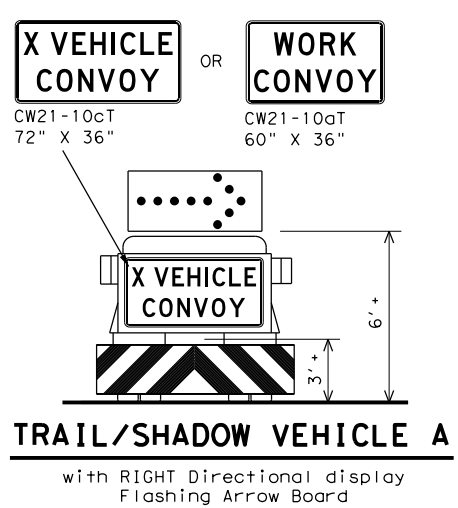 X VEHICLE
CONVOY
OR
WORK
CONVOY
CW21-10cT
72" X 36"
CW21-10aT
60" X 36"
X VEHICLE
CONVOY
6' +
3' +
TRAIL/SHADOW VEHICLE A
with RIGHT Directional display
Flashing Arrow Board